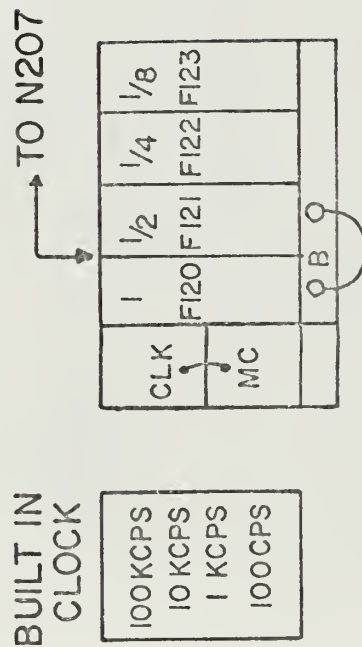 BUILT IN
CLOCK
100KCPS
10KCPS
1 KCPS
100CPS
TO N207
CLK
MC
1
F120
1/2
F121
1/4
F122
1/8
F123
B